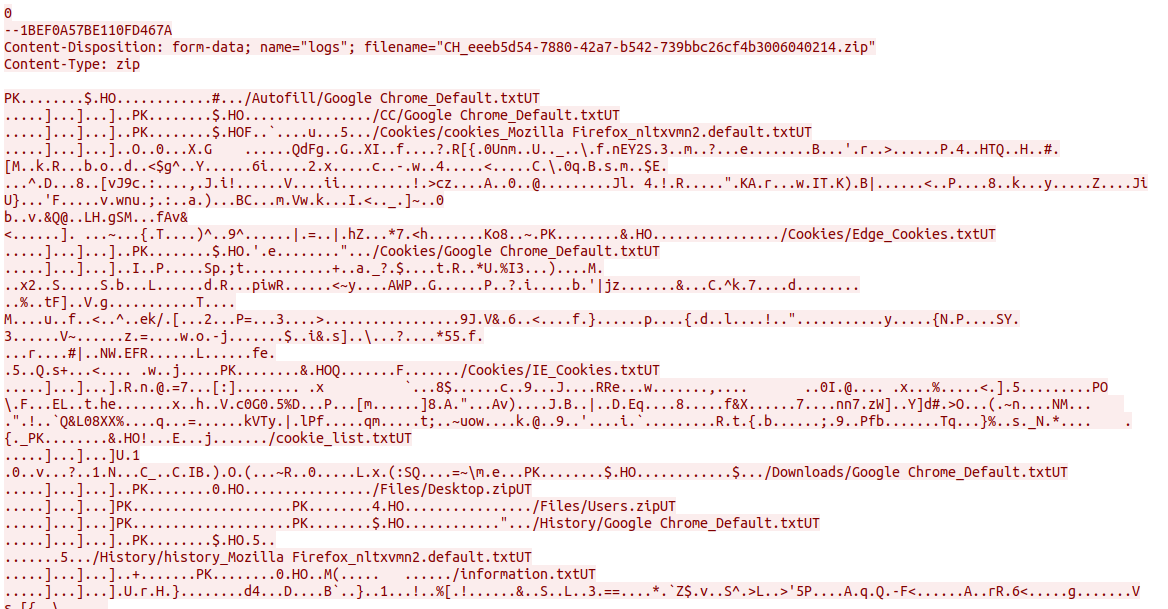 0
--1BEF0A57BE110FD467A
Content-Disposition: form-data; name="logs"; filename="CH_eeeb5d54-7880-42a7-b542-739bbc26cf4b3006040214.zip"
Content-Type: zip
PK........$.HO............#.../Autofill/Google Chrome_Default.txtUT
.....]...]...]..PK........$.HO................/CC/Google Chrome_Default.txtUT
.....]...]...]..PK........$.HOF..`....u...5.../Cookies/cookies_Mozilla Firefox_nltxvmn2.default.txtUT
.....]...]...]..O..0...X.G    ......QdFg..G..XI..f....?.R[{.0Unm..U.._..\.f.nEY2S.3..m..?...e........B...'.r..>......P.4..HTQ..H..#.
[M..k.R...b.o..d..<$g^..Y......6i.....2.x.....c..-.w..4.....<.....C.\.0q.B.s.m..$E.
...^.D...8..[vJ9c.:....,.J.i!......V....ii.........!.>cz....A..0..@.........Jl. 4.!.R.....".KA.r...w.IT.K).B|......<..P....8..k...y.....Z....Ji
U}...'F.....v.wnu.;.:..a.)...BC...m.Vw.k...I.<.._.]~..0
b..v.&Q@..LH.gSM...fAv&
<......]. ...~...{.T....)^..9^......|.=..|.hZ...*7.<h.......Ko8..~.PK........&.HO................/Cookies/Edge_Cookies.txtUT
.....]...]...]..PK........$.HO.'.e........".../Cookies/Google Chrome_Default.txtUT
.....]...]...]..I..P.....Sp.;t...........+..a._?.$....t.R..*U.%I3...)....M.
..x2..S.....S.b...L......d.R...piwR......<~y....AWP..G......P..?.i.....b.'|jz.......&...C.^k.7....d........
..%..tF]..V.g...........T....
M....u..f..<..^..ek/.[...2...P=...3....>.................9J.V&.6..<....f.}......p....{.d..l....!.."...........y.....{N.P....SY.
3......V~......z.=....w.o.-j.......$..i&.s]..\...?....*55.f.
...r....#|..NW.EFR......L......fe.
.5..Q.s+...<.... .w..j.....PK........&.HOQ.......F......./Cookies/IE_Cookies.txtUT
.....]...]...].R.n.@.=7...[:]........ .x          `...8$......c..9...J....RRe...w.......,....       ..0I.@.... .x...%.....<.].5.........PO
\.F...EL..t.he.......x..h..V.c0G0.5%D...P...[m......]8.A."...Av)....J.B..|..D.Eq....8.....f&X......7....nn7.zW]..Y]d#.>O...(.~n....NM...
.".!..`Q&L08XX%....q...=......kVTy.|.lPf.....qm.....t;..~uow....k.@..9..'....i.`.........R.t.{.b.....;.9..Pfb.......Tq...}%..s._N.*....    .
{._PK........&.HO!...E...j......./cookie_list.txtUT
.....]...]...]U.1
.0..v...?..1.N...C_..C.IB.).O.(...~R..0.....L.x.(:SQ....=~\m.e...PK........$.HO............$.../Downloads/Google Chrome_Default.txtUT
.....]...]...]..PK........0.HO................/Files/Desktop.zipUT
.....]...]...]PK....................PK........4.HO................/Files/Users.zipUT
.....]...]...]PK....................PK........$.HO............".../History/Google Chrome_Default.txtUT
.....]...]...]..PK........$.HO.5..
.......5.../History/history_Mozilla Firefox_nltxvmn2.default.txtUT
.....]...]...]..+.......PK........0.HO..M(.....   ....../information.txtUT
.....]...]...].U.r.H.}........d4...D....B`..}..1...!..%[.!......&..S..L..3.==....*.`Z$.v..S^.>L..>'5P....A.q.Q.-F<......A..rR.6<.....g.......V